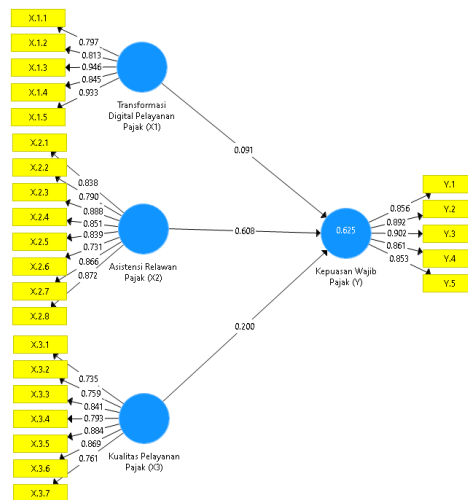 X.1.1
X.1.2
X.1.3
X.1.4
X.1.5
0.797
0.813
0.946
0.845
0.933
Transformasi
Digital Pelayanan
Pajak (X1)
0.091
X.2.1
X.2.2
X.2.3
X.2.4
X.2.5
X.2.6
X.2.7
X.2.8
0.838
0.790
0.888
0.851
0.839
0.731
0.866
0.872
Asistensi Relawan
Pajak (X2)
0.608
0.625
Kepuasan Wajib
Pajak (Y)
0.856
0.892
0.902
0.861
0.853
Y.1
Y.2
Y.3
Y.4
Y.5
0.200
X.3.1
X.3.2
X.3.3
X.3.4
X.3.5
X.3.6
X.3.7
0.735
0.759
0.841
0.793
0.884
0.869
0.761
Kualitas Pelayanan
Pajak (X3)